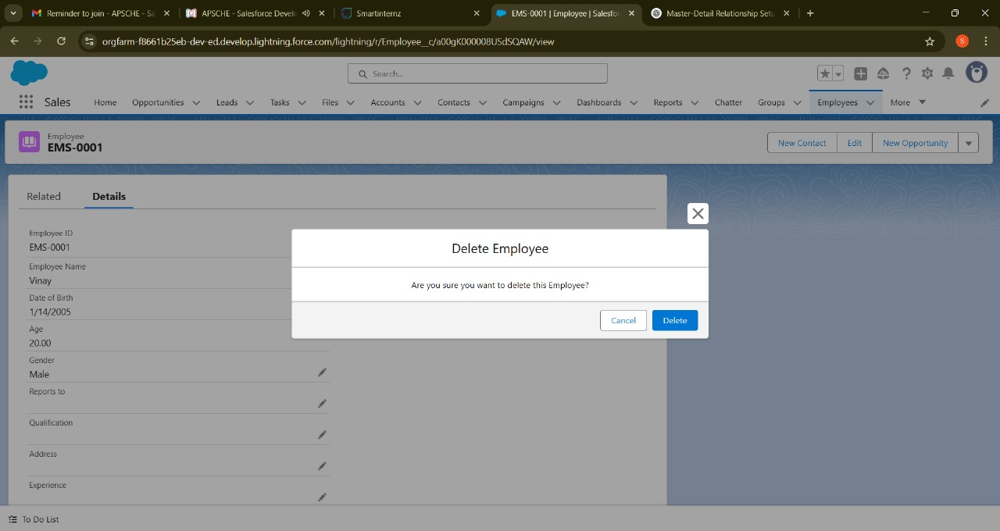 Reminder to join - APSCHE - Sa
APSCHE - Salesforce Develo
Smartinternz
EMS-0001 | Employee | Salesfor
Master-Detail Relationship Setu
orgfarm-f8661b25eb-dev-ed.develop.lightning.force.com/lightning/r/Employee__c/a00gK000008USdSQAW/view
S
Search...
Sales
Home
Opportunities
Leads
Tasks
Files
Accounts
Contacts
Campaigns
Dashboards
Reports
Chatter
Groups
Employees
More
Employee
EMS-0001
New Contact
Edit
New Opportunity
Related
Details
Employee ID
EMS-0001
Employee Name
Vinay
Date of Birth
1/14/2005
Age
20.00
Gender
Male
Reports to
Qualification
Address
Experience
Delete Employee
Are you sure you want to delete this Employee?
Cancel
Delete
To Do List